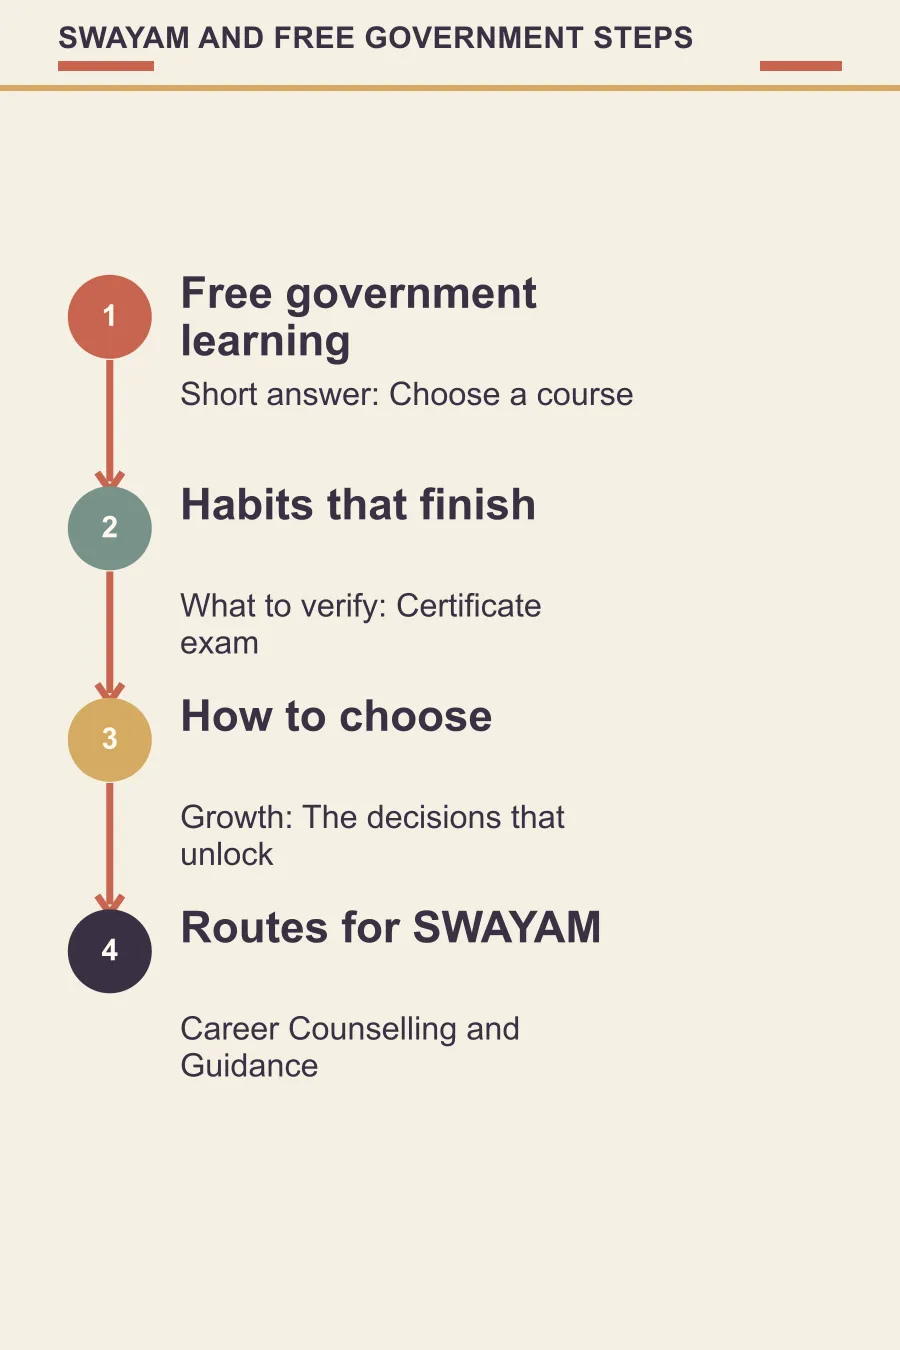 SWAYAM AND FREE GOVERNMENT STEPS
1
Free government
learning
Short answer: Choose a course
2
Habits that finish
What to verify: Certificate
exam
3
How to choose
Growth: The decisions that
unlock
4
Routes for SWAYAM
Career Counselling and
Guidance